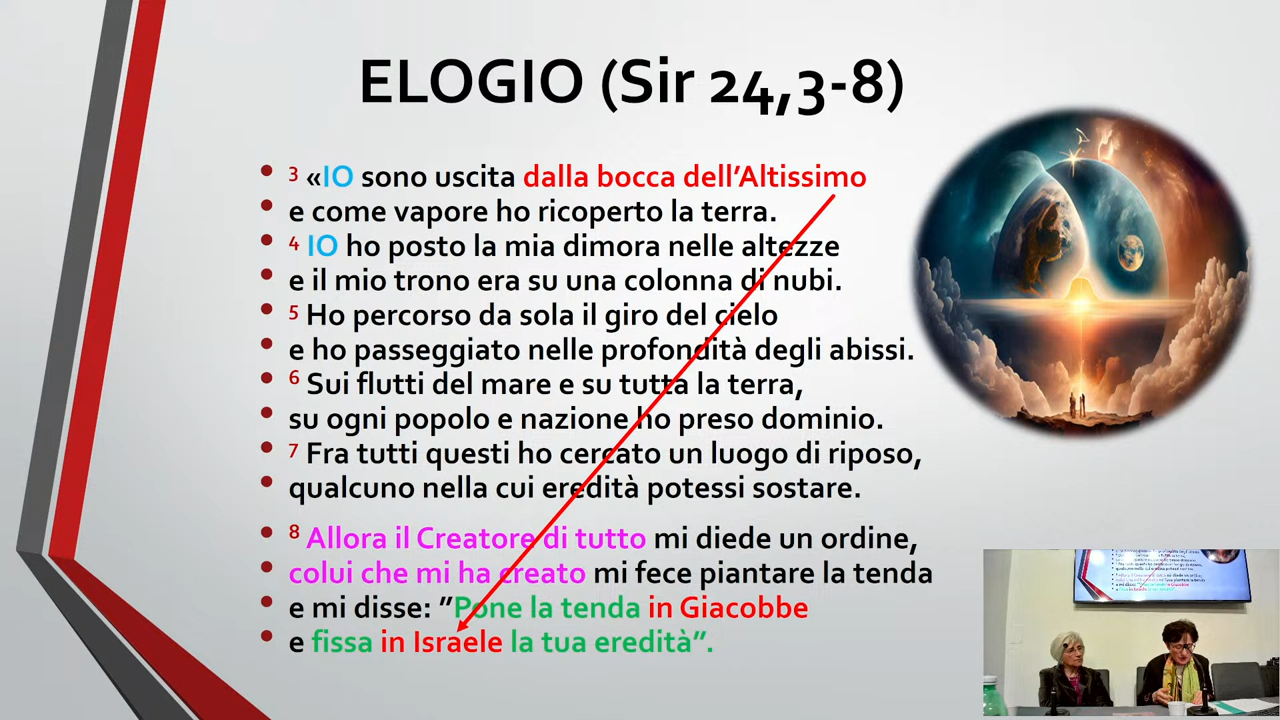 ELOGIO (Sir 24,3-8)
• 3 «IO sono uscita dalla bocca dell'Altissimo
• e come vapore ho ricoperto la terra.
• 4 IO ho posto la mia dimora nelle altezze
• e il mio trono era su una colonna di nubi.
• 5 Ho percorso da sola il giro del cielo
• e ho passeggiato nelle profondità degli abissi.
• 6 Sui flutti del mare e su tutta la terra,
• su ogni popolo e nazione ho preso dominio.
• 7 Fra tutti questi ho cercato un luogo di riposo,
• qualcuno nella cui eredità potessi sostare.
• 8 Allora il Creatore di tutto mi diede un ordine,
• colui che mi ha creato mi fece piantare la tenda
• e mi disse: "Pone la tenda in Giacobbe
• e fissa in Israele la tua eredità".